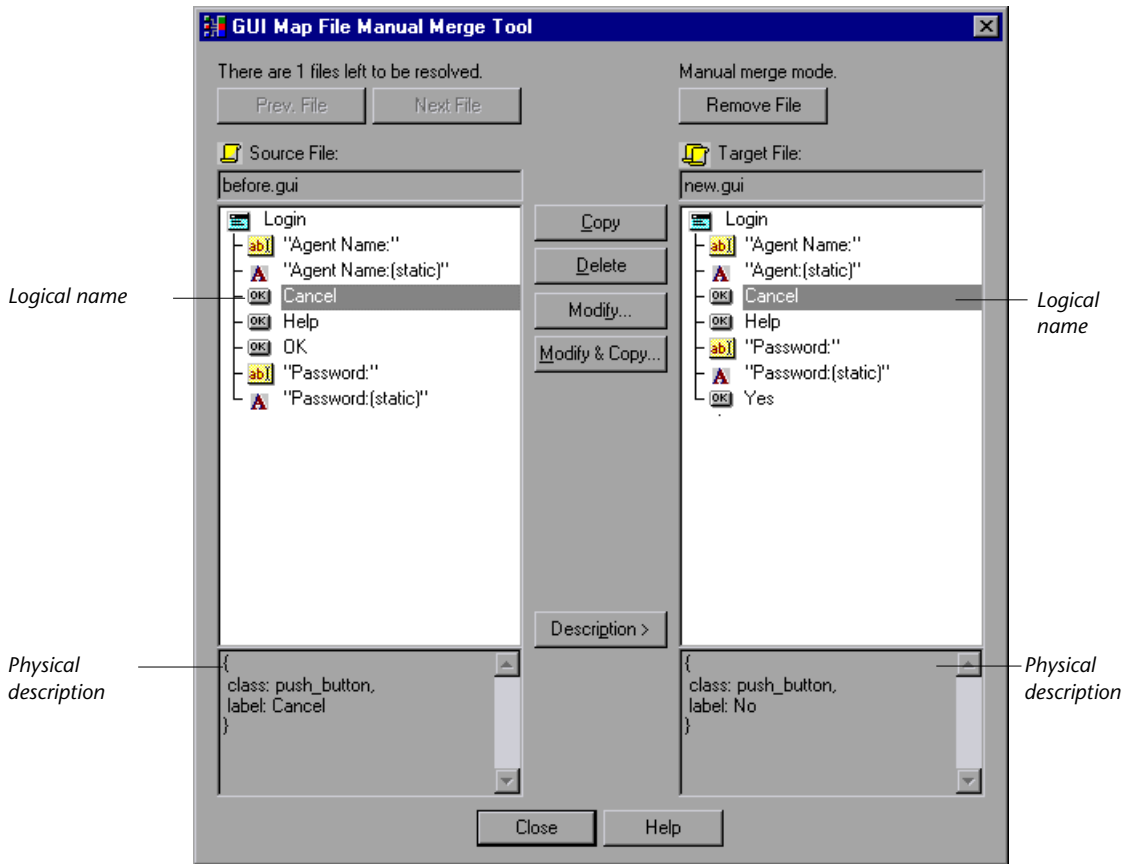 GUI Map File Manual Merge Tool
There are 1 files left to be resolved.
Manual merge mode.
Prev. File
Next File
Remove File
Source File:
Target File:
before.gui
new.gui
Login
"Agent Name:"
"Agent Name:(static)"
Cancel
Help
OK
"Password:"
"Password:(static)"
Copy
Delete
Modify...
Modify & Copy...
Description >
Login
"Agent Name:"
"Agent:(static)"
Cancel
Help
"Password:"
"Password:(static)"
Yes
Logical name
Logical
name
Physical
description
{
class: push_button,
label: Cancel
}
{
class: push_button,
label: No
}
Physical
description
Close
Help